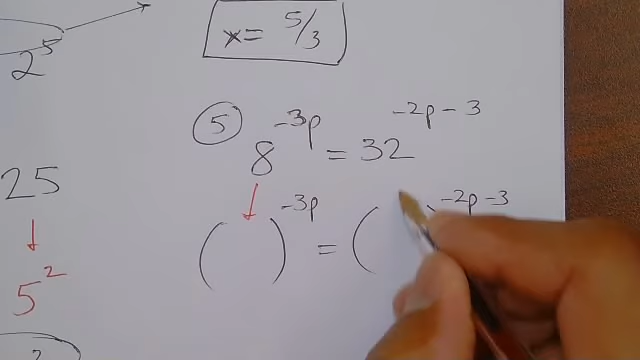 2^5
x = 5/3
5
8^{-3p} = 32^{-2p-3}
25
( )^{-3p} = ( )^{-2p-3}
5^2